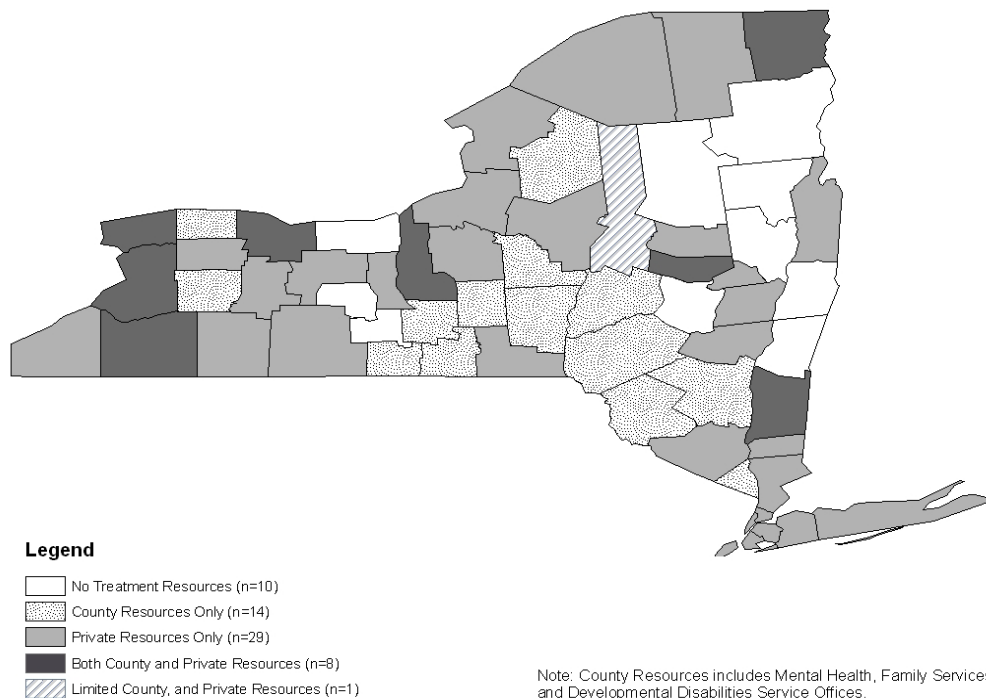 Legend
No Treatment Resources (n=10)
County Resources Only (n=14)
Private Resources Only (n=29)
Both County and Private Resources (n=8)
Limited County, and Private Resources (n=1)
Note: County Resources includes Mental Health, Family Services
and Developmental Disabilities Service Offices.